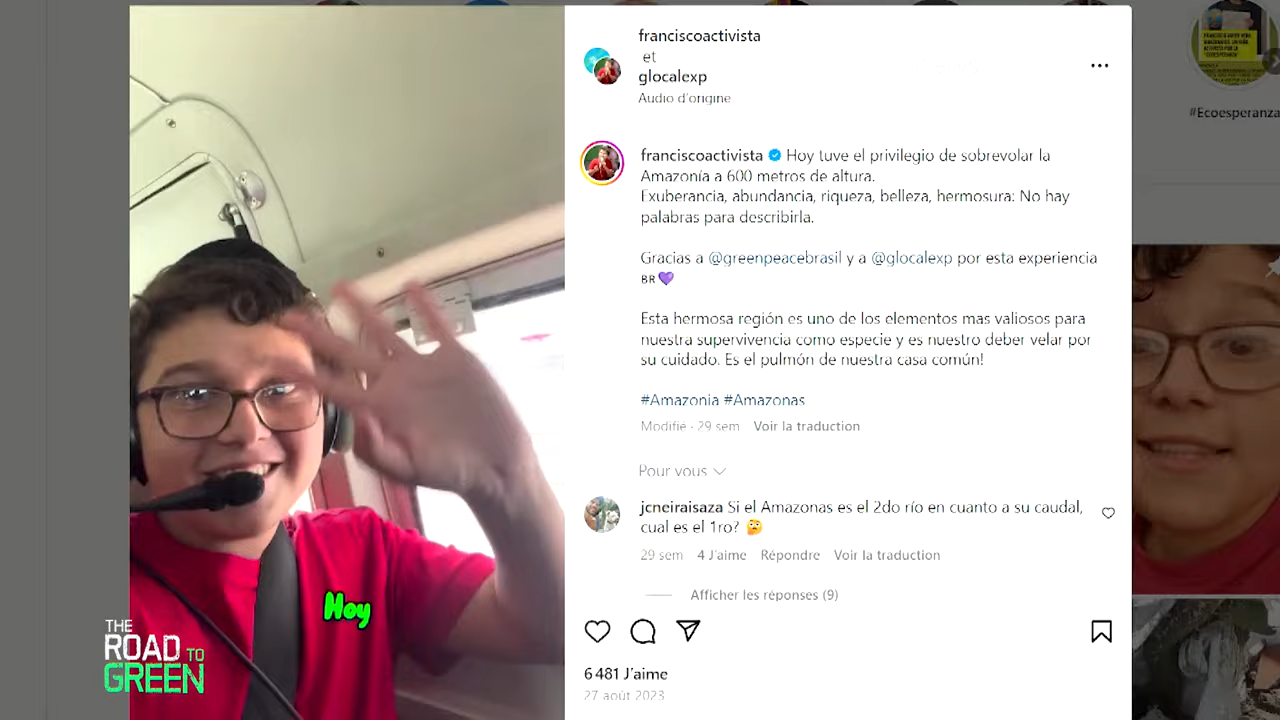 franciscoactivista
et
glocalexp
Audio d'origine
franciscoactivista Hoy tuve el privilegio de sobrevolar la
Amazonía a 600 metros de altura.
Exuberancia, abundancia, riqueza, belleza, hermosura: No hay
palabras para describirla.
Gracias a @greenpeacebrasil y a @glocalexp por esta experiencia
BR💜
Esta hermosa región es uno de los elementos mas valiosos para
nuestra supervivencia como especie y es nuestro deber velar por
su cuidado. Es el pulmón de nuestra casa común!
#Amazonia #Amazonas
Modifié · 29 sem Voir la traduction
Pour vous
jcneiraisaza Si el Amazonas es el 2do río en cuanto a su caudal,
cual es el 1ro? 🤔
29 sem 4 J'aime Répondre Voir la traduction
Afficher les réponses (9)
6 481 J'aime
27 août 2023
#Ecoesperanza
Hoy
THE
ROAD TO
GREEN